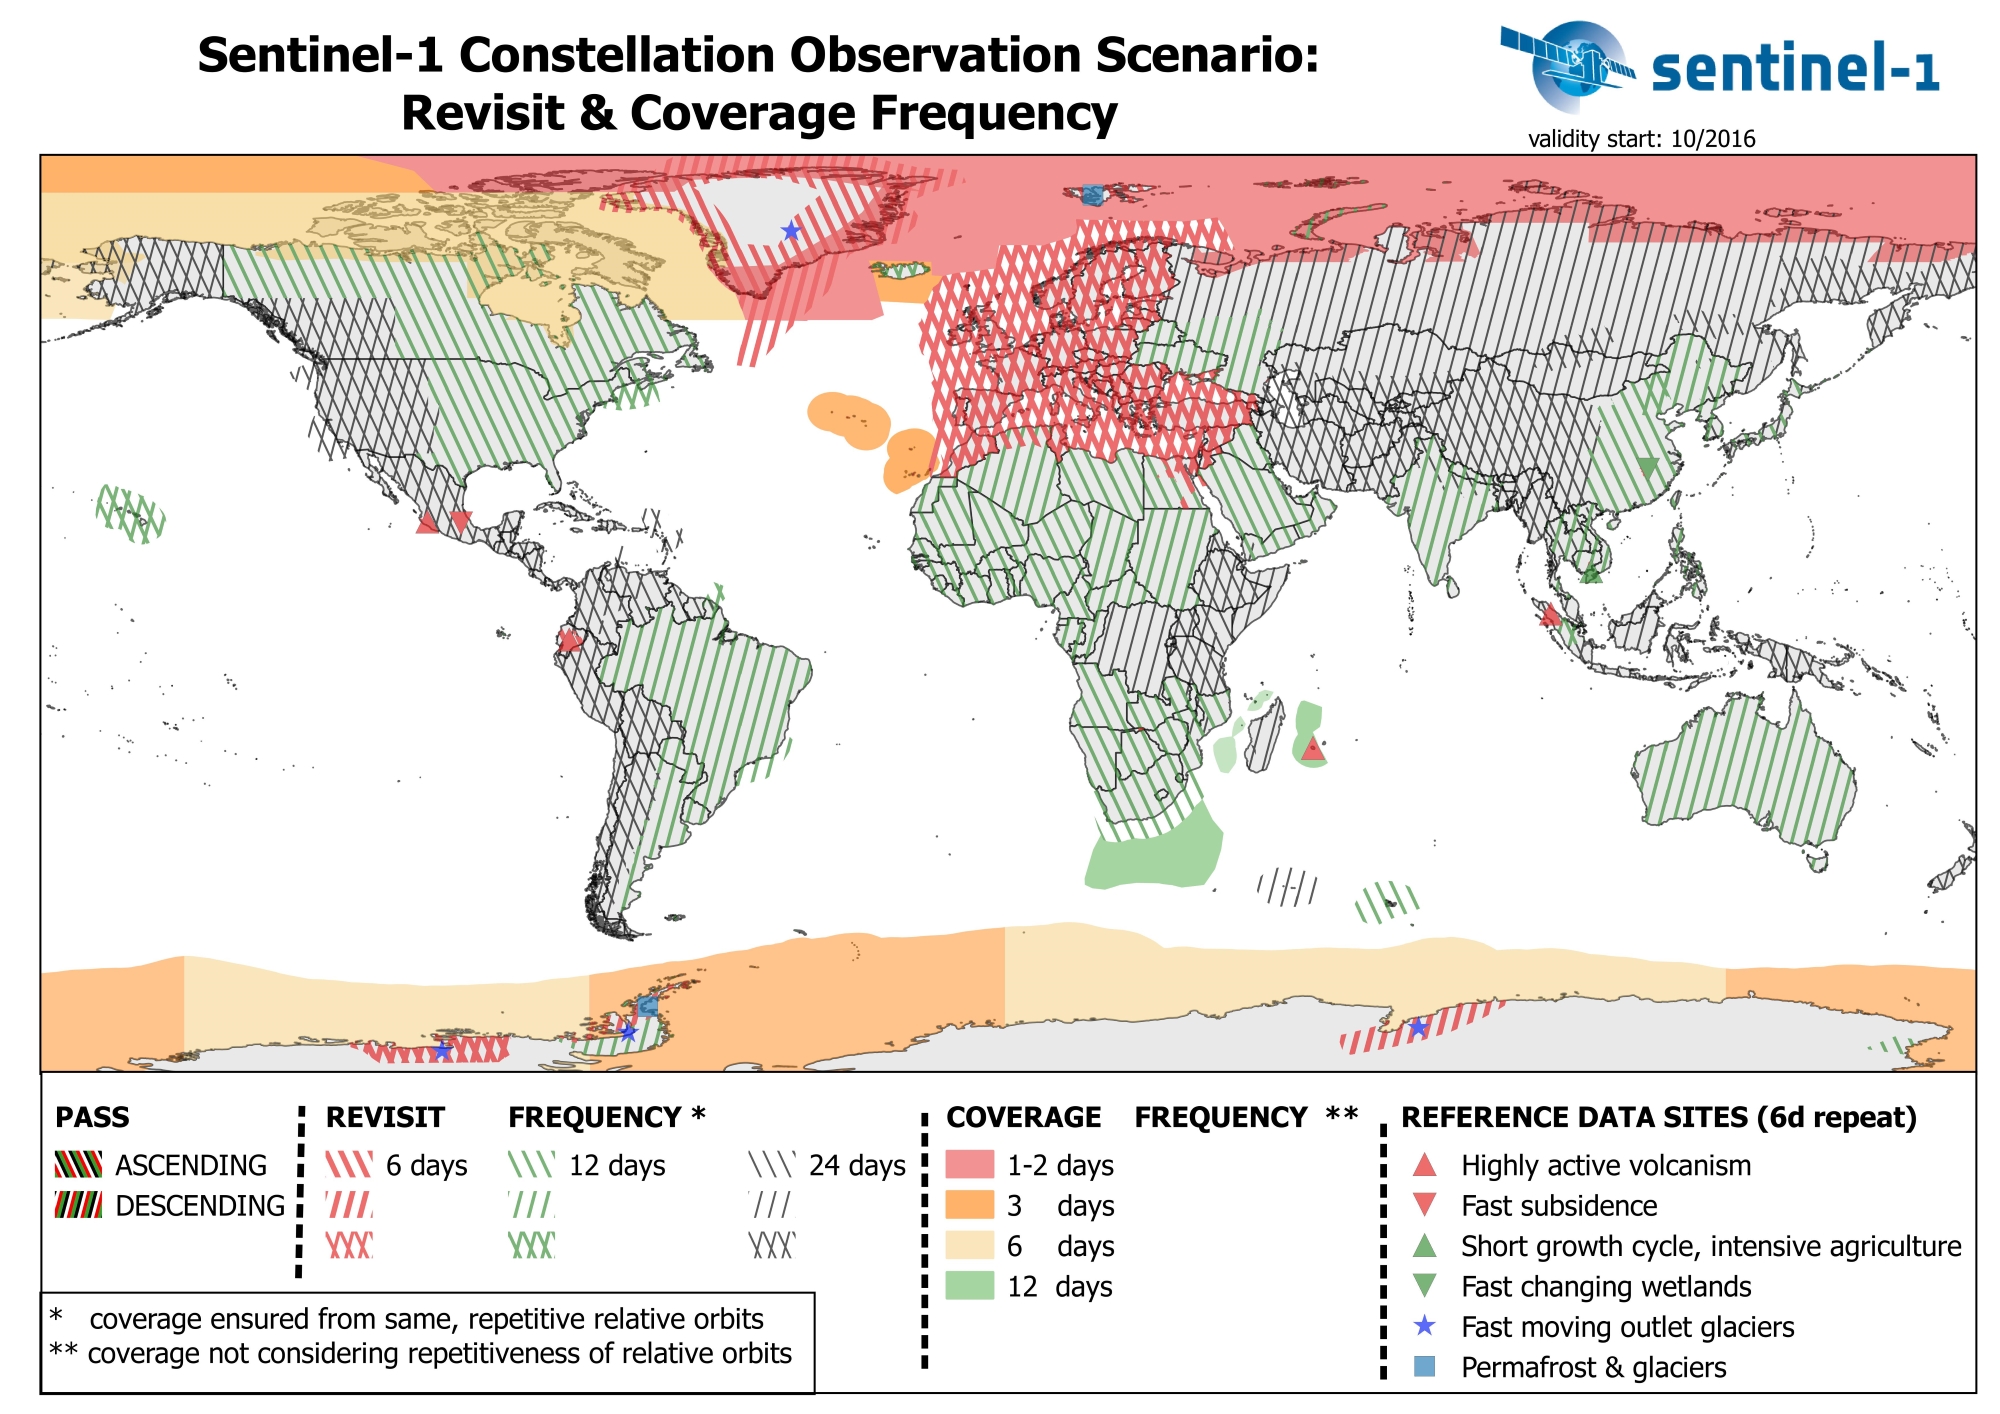 Sentinel-1 Constellation Observation Scenario:
Revisit & Coverage Frequency
sentinel-1
validity start: 10/2016
PASS
ASCENDING
DESCENDING
REVISIT FREQUENCY *
6 days 12 days 24 days
COVERAGE FREQUENCY **
1-2 days
3 days
6 days
12 days
REFERENCE DATA SITES (6d repeat)
Highly active volcanism
Fast subsidence
Short growth cycle, intensive agriculture
Fast changing wetlands
Fast moving outlet glaciers
Permafrost & glaciers
* coverage ensured from same, repetitive relative orbits
** coverage not considering repetitiveness of relative orbits